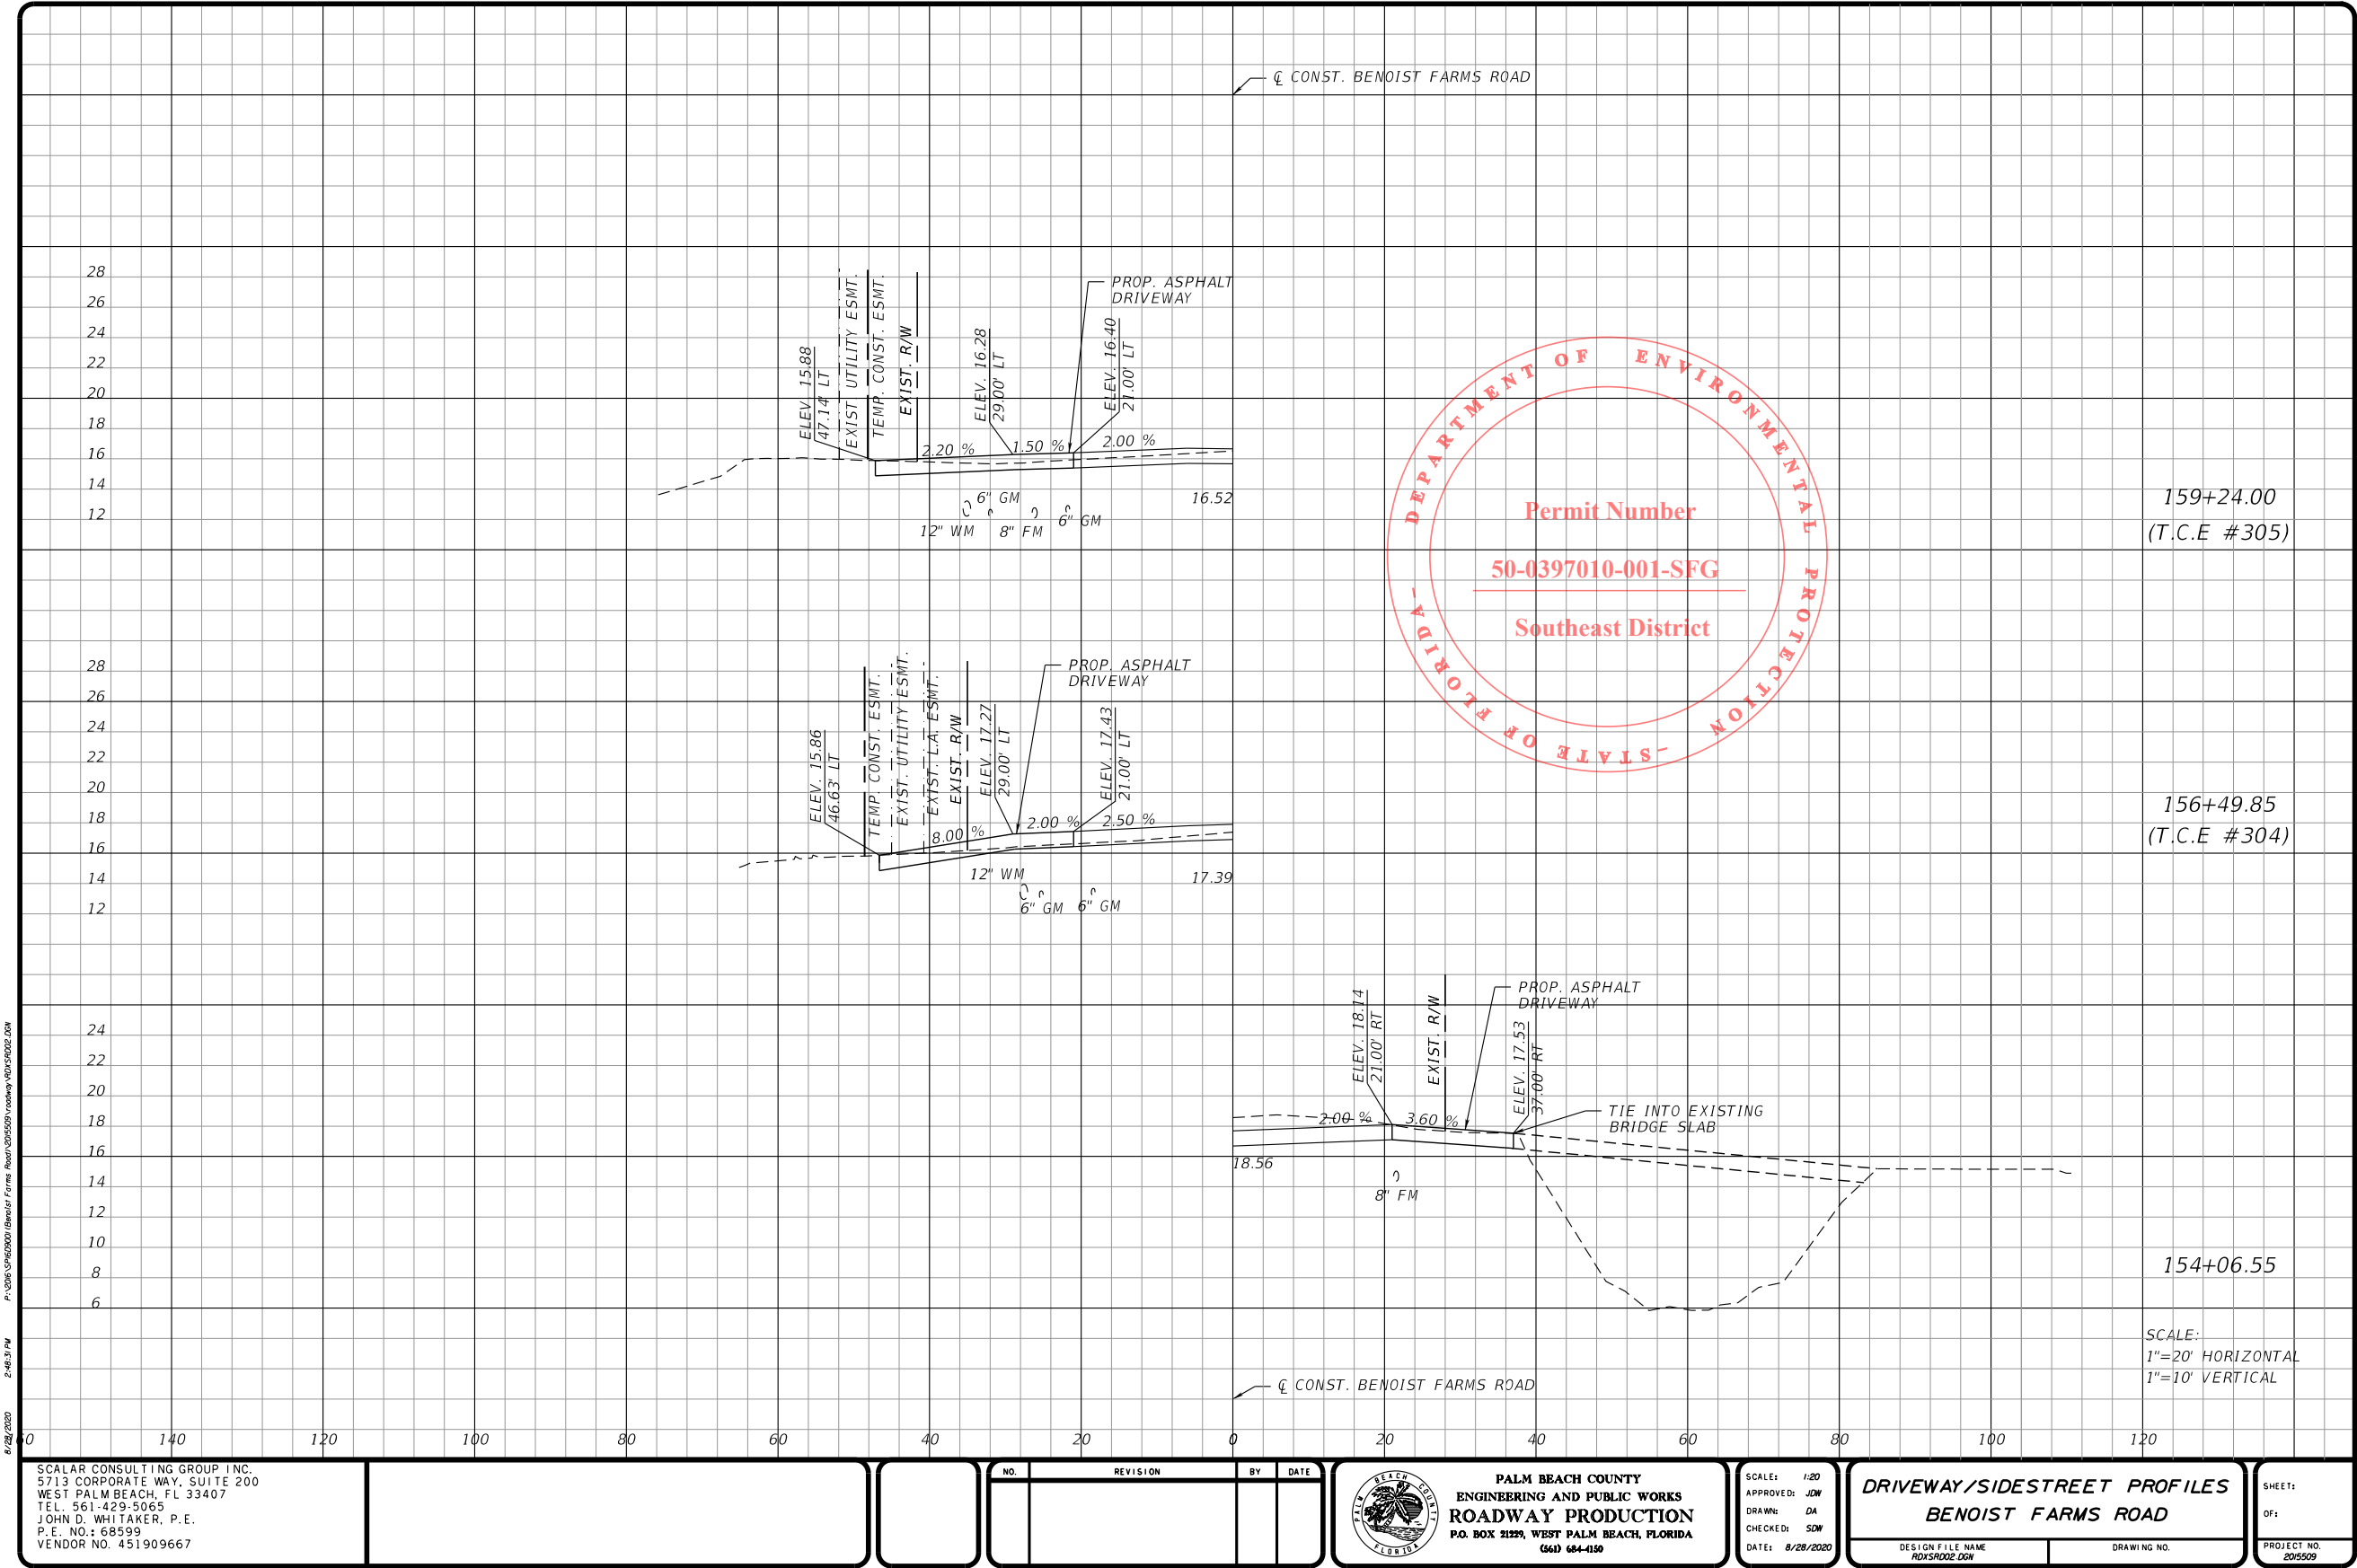 ℄ CONST. BENOIST FARMS ROAD
28
26
24
22
20
18
16
14
12
ELEV. 15.88
47.14' LT
EXIST UTILITY ESMT.
TEMP. CONST. ESMT.
EXIST. R/W
ELEV. 16.28
29.00' LT
PROP. ASPHALT
DRIVEWAY
ELEV. 16.40
21.00' LT
2.20 %
1.50 %
2.00 %
6" GM
12" WM
8" FM
6" GM
16.52
159+24.00
(T.C.E #305)
DEPARTMENT OF ENVIRONMENTAL PROTECTION
-STATE OF FLORIDA-
Permit Number
50-0397010-001-SFG
Southeast District
28
26
24
22
20
18
16
14
12
ELEV. 15.86
46.63' LT
TEMP. CONST. ESMT.
EXIST. UTILITY ESMT.
EXIST. L.A. ESMT.
EXIST. R/W
ELEV. 17.27
29.00' LT
PROP. ASPHALT
DRIVEWAY
ELEV. 17.43
21.00' LT
8.00 %
2.00 %
2.50 %
12" WM
6" GM
6" GM
17.39
156+49.85
(T.C.E #304)
24
22
20
18
16
14
12
10
8
6
ELEV. 18.14
21.00' RT
EXIST. R/W
PROP. ASPHALT
DRIVEWAY
ELEV. 17.53
37.00' RT
2.00 %
3.60 %
TIE INTO EXISTING
BRIDGE SLAB
18.56
8" FM
154+06.55
SCALE:
1"=20' HORIZONTAL
1"=10' VERTICAL
℄ CONST. BENOIST FARMS ROAD
140
120
100
80
60
40
20
0
20
40
60
80
100
120
8/28/2020
2:48:31 PM
SCALAR CONSULTING GROUP INC.
5713 CORPORATE WAY, SUITE 200
WEST PALM BEACH, FL 33407
TEL. 561-429-5065
JOHN D. WHITAKER, P.E.
P.E. NO.: 68599
VENDOR NO. 451909667
NO.
REVISION
BY
DATE
PALM BEACH COUNTY
FLORIDA
PALM BEACH COUNTY
ENGINEERING AND PUBLIC WORKS
ROADWAY PRODUCTION
P.O. BOX 21229, WEST PALM BEACH, FLORIDA
(561) 684-4150
SCALE: 1:20
APPROVED: JDW
DRAWN: DA
CHECKED: SDW
DATE: 8/28/2020
DRIVEWAY/SIDESTREET PROFILES
BENOIST FARMS ROAD
DESIGN FILE NAME
RDXSRD02.DGN
DRAWING NO.
SHEET:
OF:
PROJECT NO.
2015509